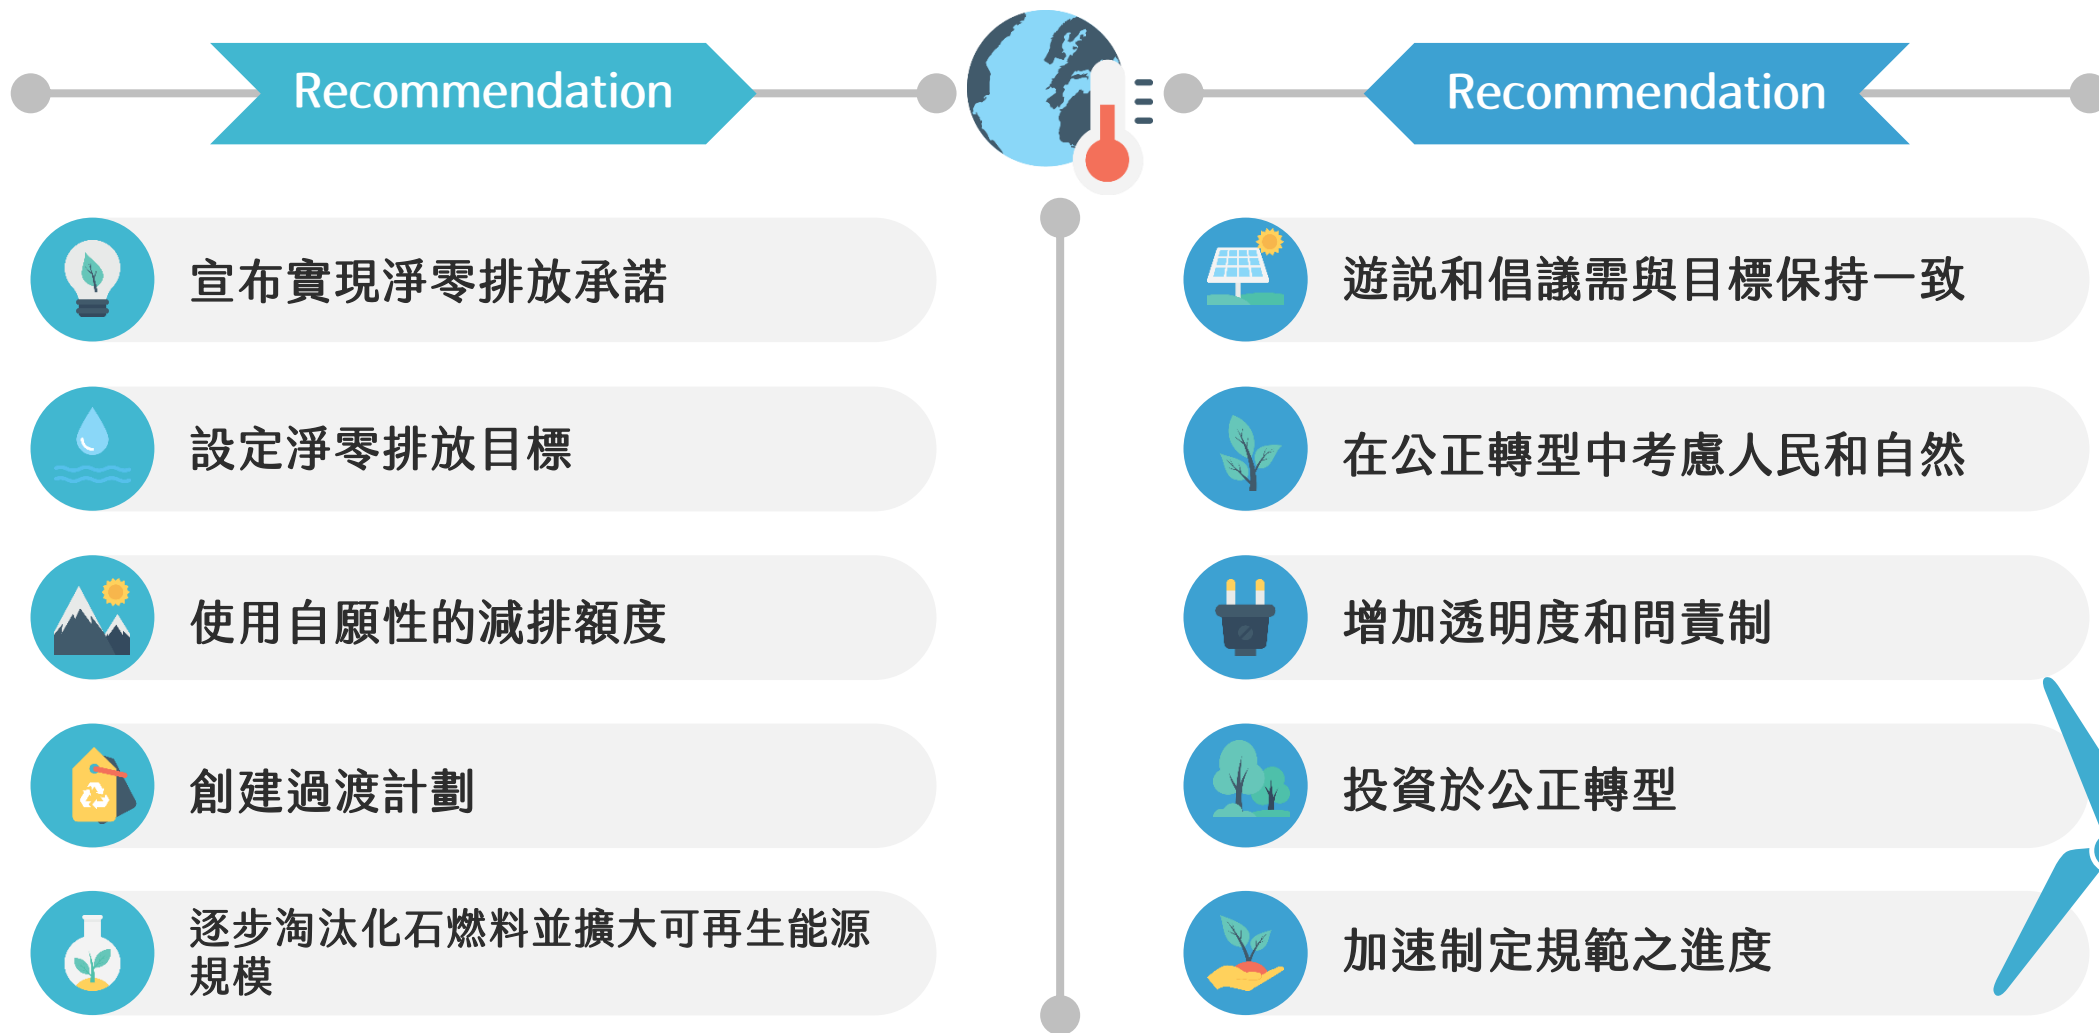 Recommendation
宣布實現淨零排放承諾
設定淨零排放目標
使用自願性的減排額度
創建過渡計劃
逐步淘汰化石燃料並擴大可再生能源
規模
Recommendation
遊説和倡議需與目標保持一致
在公正轉型中考慮人民和自然
增加透明度和問責制
投資於公正轉型
加速制定規範之進度